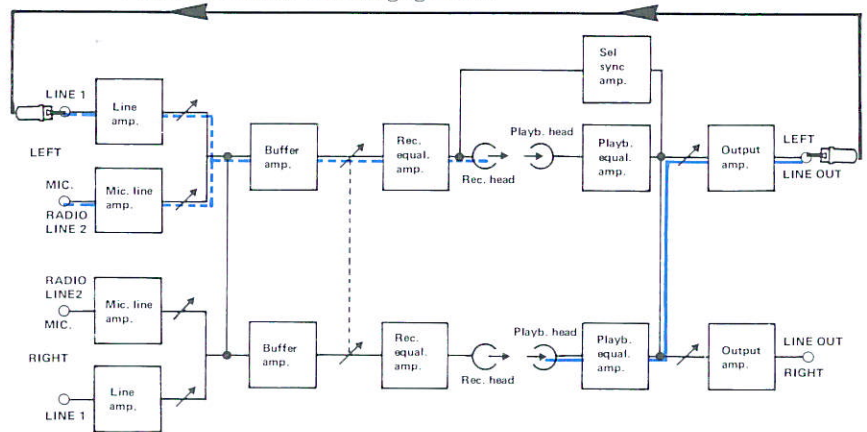 Sel
sync
amp.
LINE 1
Line
amp.
LEFT
Buffer
amp.
Rec.
equal.
amp.
Playb. head
Rec. head
Playb.
equal.
amp.
Output
amp.
LEFT
LINE OUT
MIC.
RADIO
LINE 2
Mic. line
amp.
RADIO
LINE2
MIC.
Mic. line
amp.
RIGHT
Buffer
amp.
Rec.
equal.
amp.
Playb. head
Rec. head
Playb.
equal.
amp.
Output
amp.
LINE OUT
RIGHT
LINE 1
Line
amp.